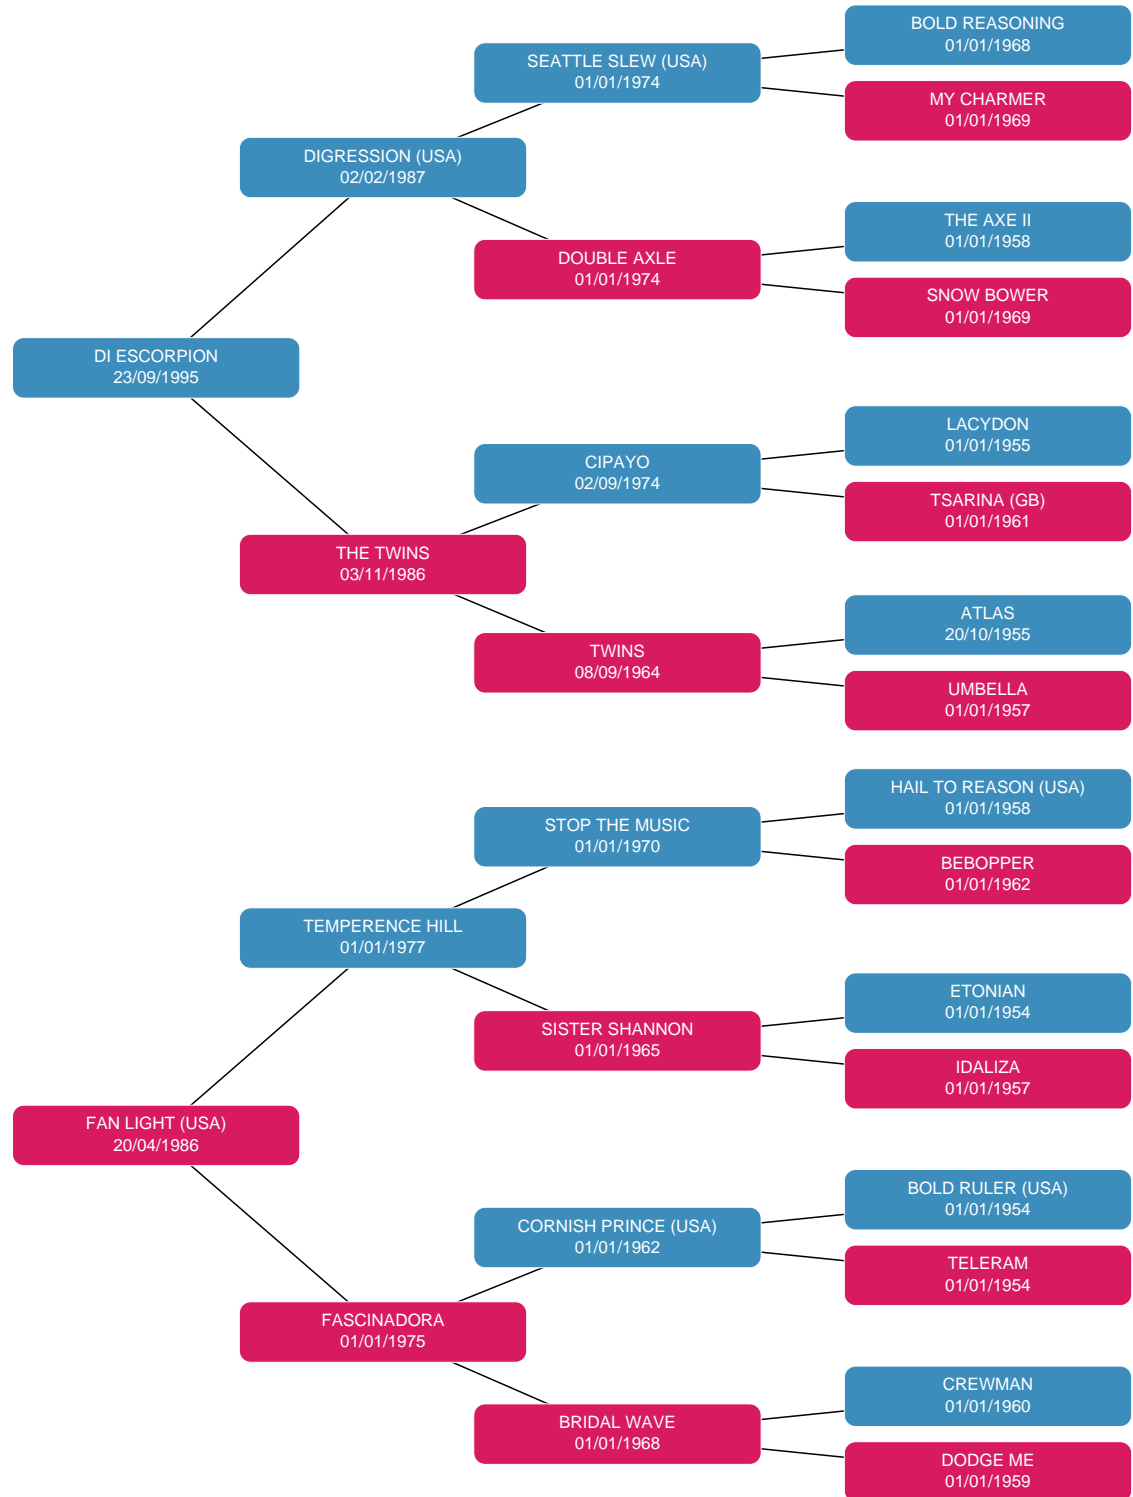 BOLD REASONING
01/01/1968
SEATTLE SLEW (USA)
01/01/1974
MY CHARMER
01/01/1969
DIGRESSION (USA)
02/02/1987
THE AXE II
01/01/1958
DOUBLE AXLE
01/01/1974
SNOW BOWER
01/01/1969
DI ESCORPION
23/09/1995
LACYDON
01/01/1955
CIPAYO
02/09/1974
TSARINA (GB)
01/01/1961
THE TWINS
03/11/1986
ATLAS
20/10/1955
TWINS
08/09/1964
UMBELLA
01/01/1957
HAIL TO REASON (USA)
01/01/1958
STOP THE MUSIC
01/01/1970
BEBOPPER
01/01/1962
TEMPERENCE HILL
01/01/1977
ETONIAN
01/01/1954
SISTER SHANNON
01/01/1965
IDALIZA
01/01/1957
FAN LIGHT (USA)
20/04/1986
BOLD RULER (USA)
01/01/1954
CORNISH PRINCE (USA)
01/01/1962
TELERAM
01/01/1954
FASCINADORA
01/01/1975
CREWMAN
01/01/1960
BRIDAL WAVE
01/01/1968
DODGE ME
01/01/1959